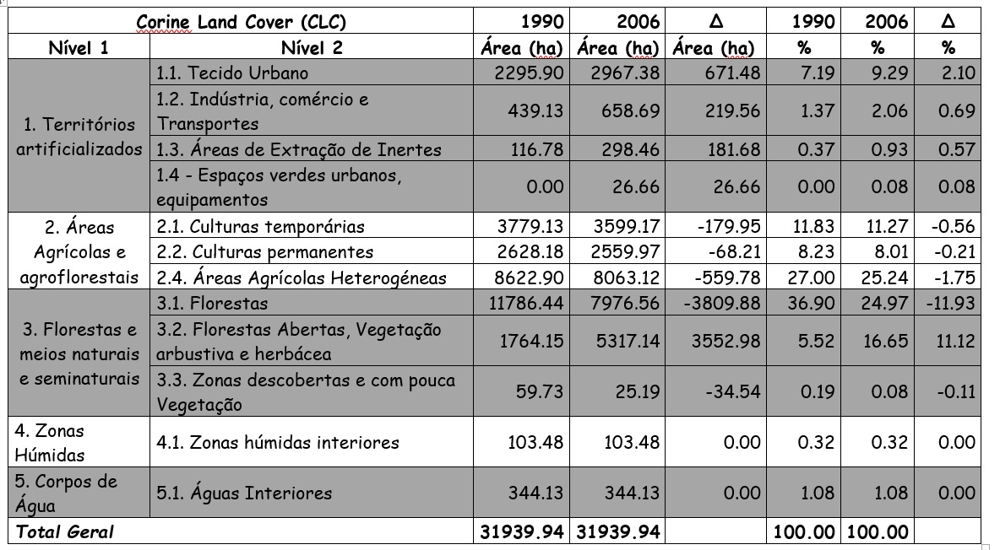 Corine Land Cover (CLC) 1990 2006 Δ 1990 2006 Δ
Nível 1 Nível 2 Área (ha) Área (ha) Área (ha) % % %
1. Territórios artificializados
1.1. Tecido Urbano 2295.90 2967.38 671.48 7.19 9.29 2.10
1.2. Indústria, comércio e
Transportes 439.13 658.69 219.56 1.37 2.06 0.69
1.3. Áreas de Extração de Inertes 116.78 298.46 181.68 0.37 0.93 0.57
1.4 - Espaços verdes urbanos,
equipamentos 0.00 26.66 26.66 0.00 0.08 0.08
2. Áreas
Agrícolas e
agroflorestais
2.1. Culturas temporárias 3779.13 3599.17 -179.95 11.83 11.27 -0.56
2.2. Culturas permanentes 2628.18 2559.97 -68.21 8.23 8.01 -0.21
2.4. Áreas Agrícolas Heterogéneas 8622.90 8063.12 -559.78 27.00 25.24 -1.75
3. Florestas e
meios naturais
e seminaturais
3.1. Florestas 11786.44 7976.56 -3809.88 36.90 24.97 -11.93
3.2. Florestas Abertas, Vegetação
arbustiva e herbácea 1764.15 5317.14 3552.98 5.52 16.65 11.12
3.3. Zonas descobertas e com pouca
Vegetação 59.73 25.19 -34.54 0.19 0.08 -0.11
4. Zonas
Húmidas
4.1. Zonas húmidas interiores 103.48 103.48 0.00 0.32 0.32 0.00
5. Corpos de
Água
5.1. Águas Interiores 344.13 344.13 0.00 1.08 1.08 0.00
Total Geral 31939.94 31939.94 100.00 100.00